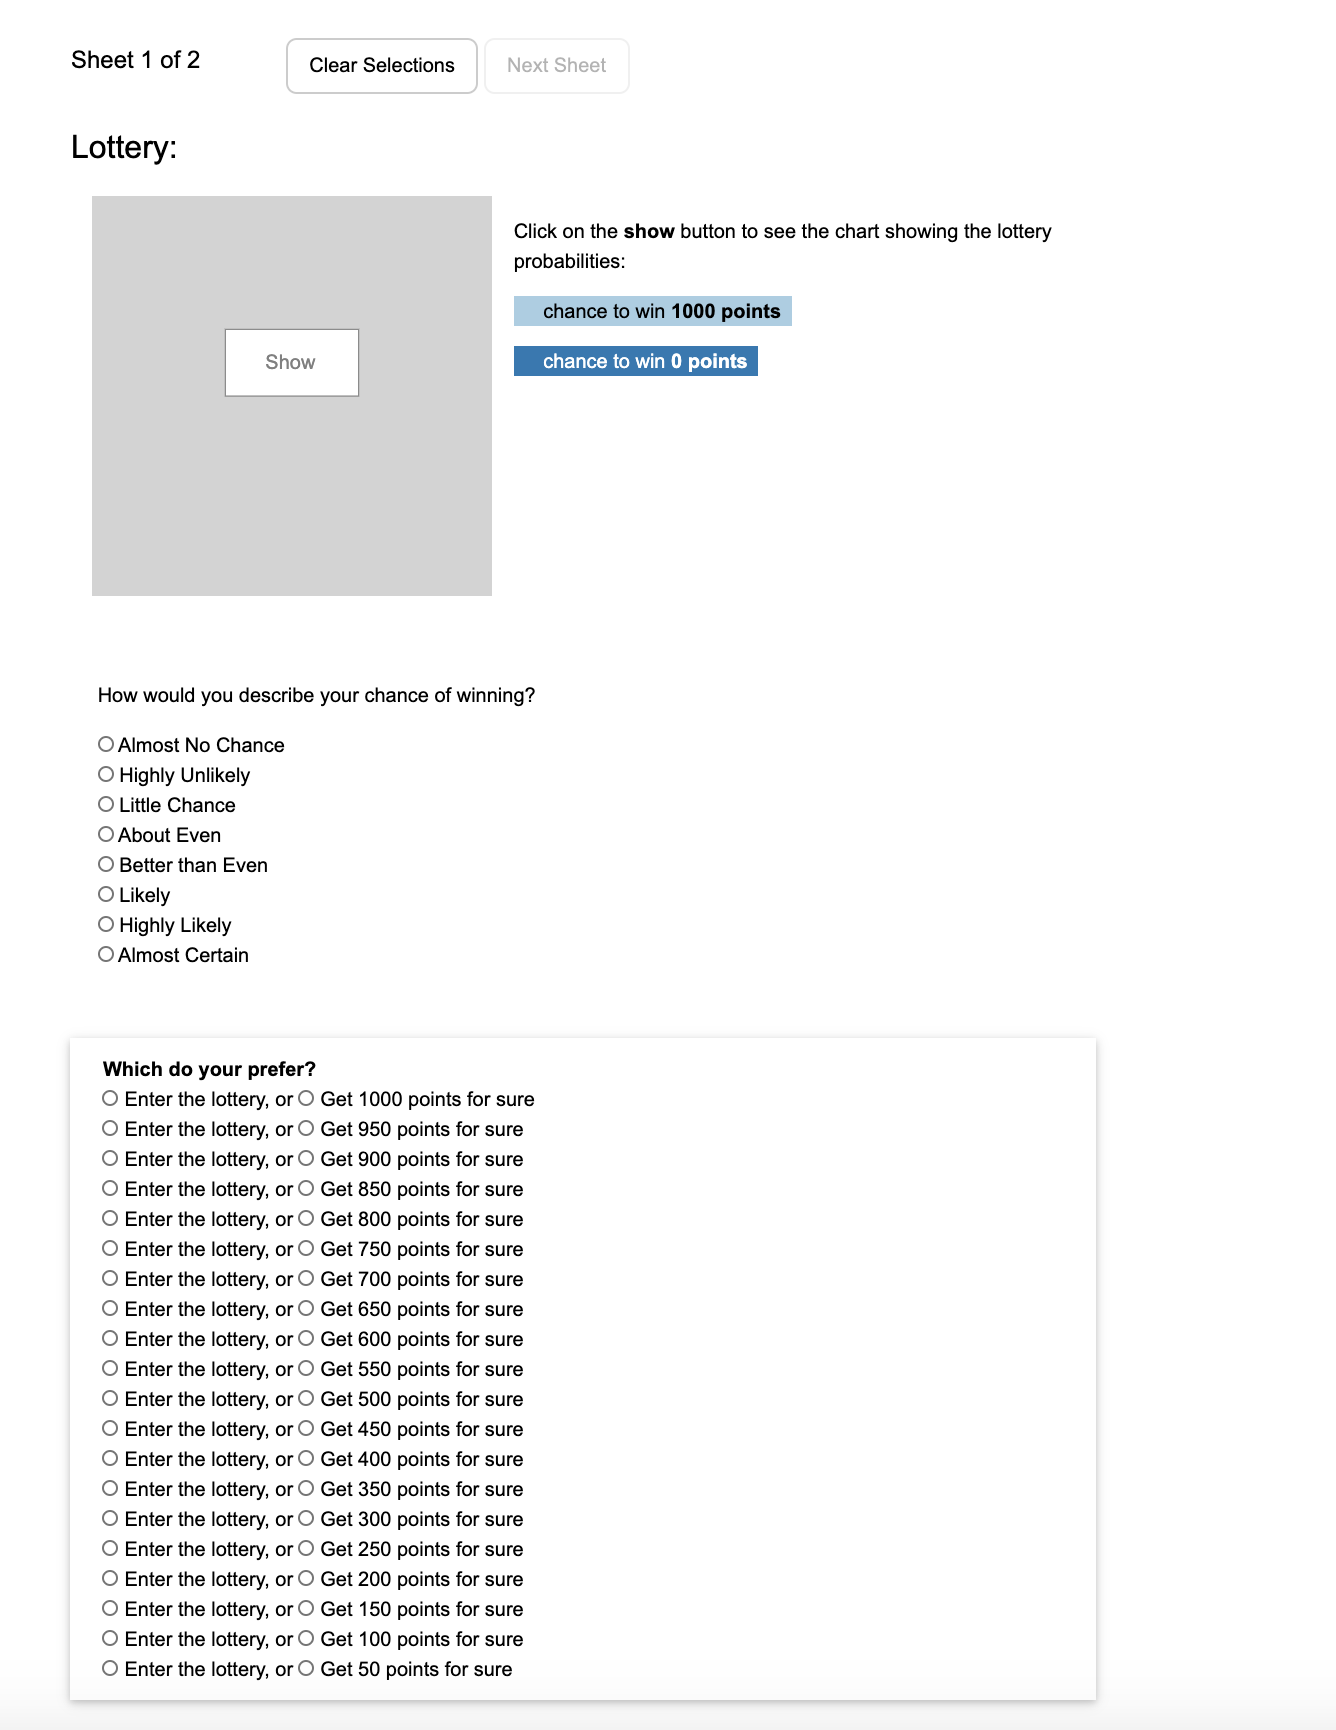 Sheet 1 of 2
Clear Selections
Next Sheet
Lottery:
Show
Click on the show button to see the chart showing the lottery
probabilities:
chance to win 1000 points
chance to win 0 points
How would you describe your chance of winning?
Almost No Chance
Highly Unlikely
Little Chance
About Even
Better than Even
Likely
Highly Likely
Almost Certain
Which do your prefer?
Enter the lottery, or Get 1000 points for sure
Enter the lottery, or Get 950 points for sure
Enter the lottery, or Get 900 points for sure
Enter the lottery, or Get 850 points for sure
Enter the lottery, or Get 800 points for sure
Enter the lottery, or Get 750 points for sure
Enter the lottery, or Get 700 points for sure
Enter the lottery, or Get 650 points for sure
Enter the lottery, or Get 600 points for sure
Enter the lottery, or Get 550 points for sure
Enter the lottery, or Get 500 points for sure
Enter the lottery, or Get 450 points for sure
Enter the lottery, or Get 400 points for sure
Enter the lottery, or Get 350 points for sure
Enter the lottery, or Get 300 points for sure
Enter the lottery, or Get 250 points for sure
Enter the lottery, or Get 200 points for sure
Enter the lottery, or Get 150 points for sure
Enter the lottery, or Get 100 points for sure
Enter the lottery, or Get 50 points for sure